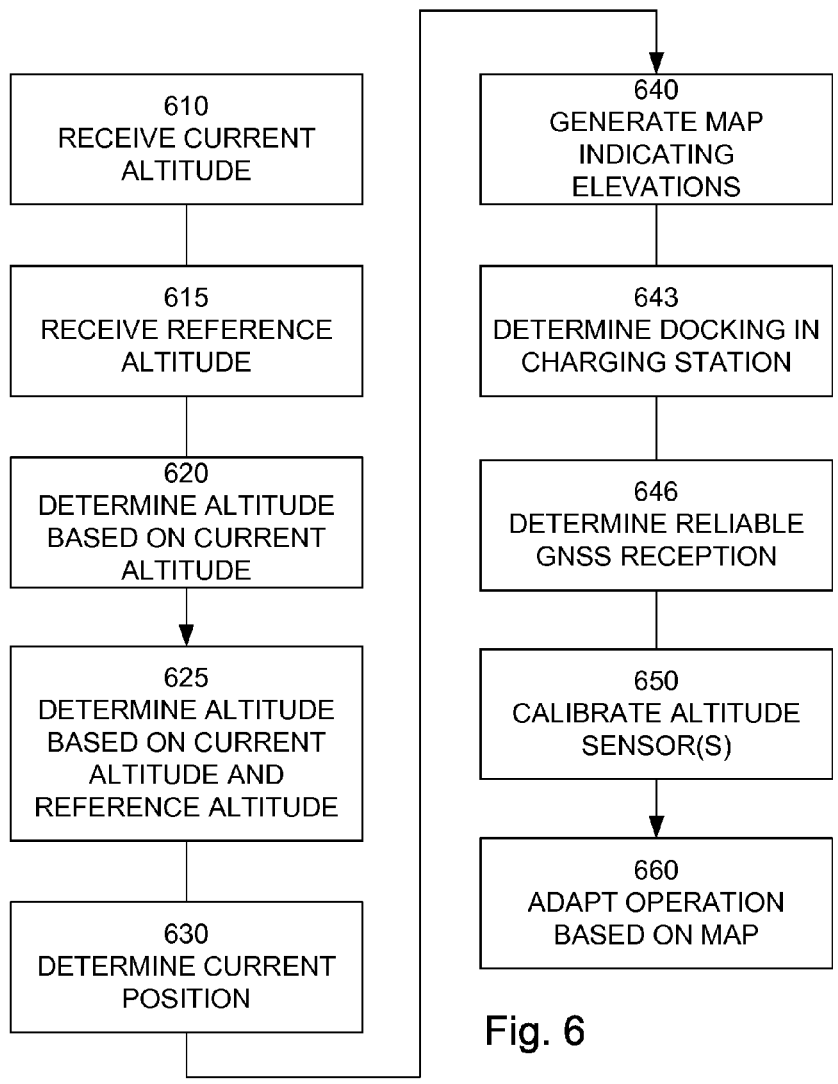 610
RECEIVE CURRENT
ALTITUDE
615
RECEIVE REFERENCE
ALTITUDE
620
DETERMINE ALTITUDE
BASED ON CURRENT
ALTITUDE
625
DETERMINE ALTITUDE
BASED ON CURRENT
ALTITUDE AND
REFERENCE ALTITUDE
630
DETERMINE CURRENT
POSITION
640
GENERATE MAP
INDICATING
ELEVATIONS
643
DETERMINE DOCKING IN
CHARGING STATION
646
DETERMINE RELIABLE
GNSS RECEPTION
650
CALIBRATE ALTITUDE
SENSOR(S)
660
ADAPT OPERATION
BASED ON MAP
Fig. 6